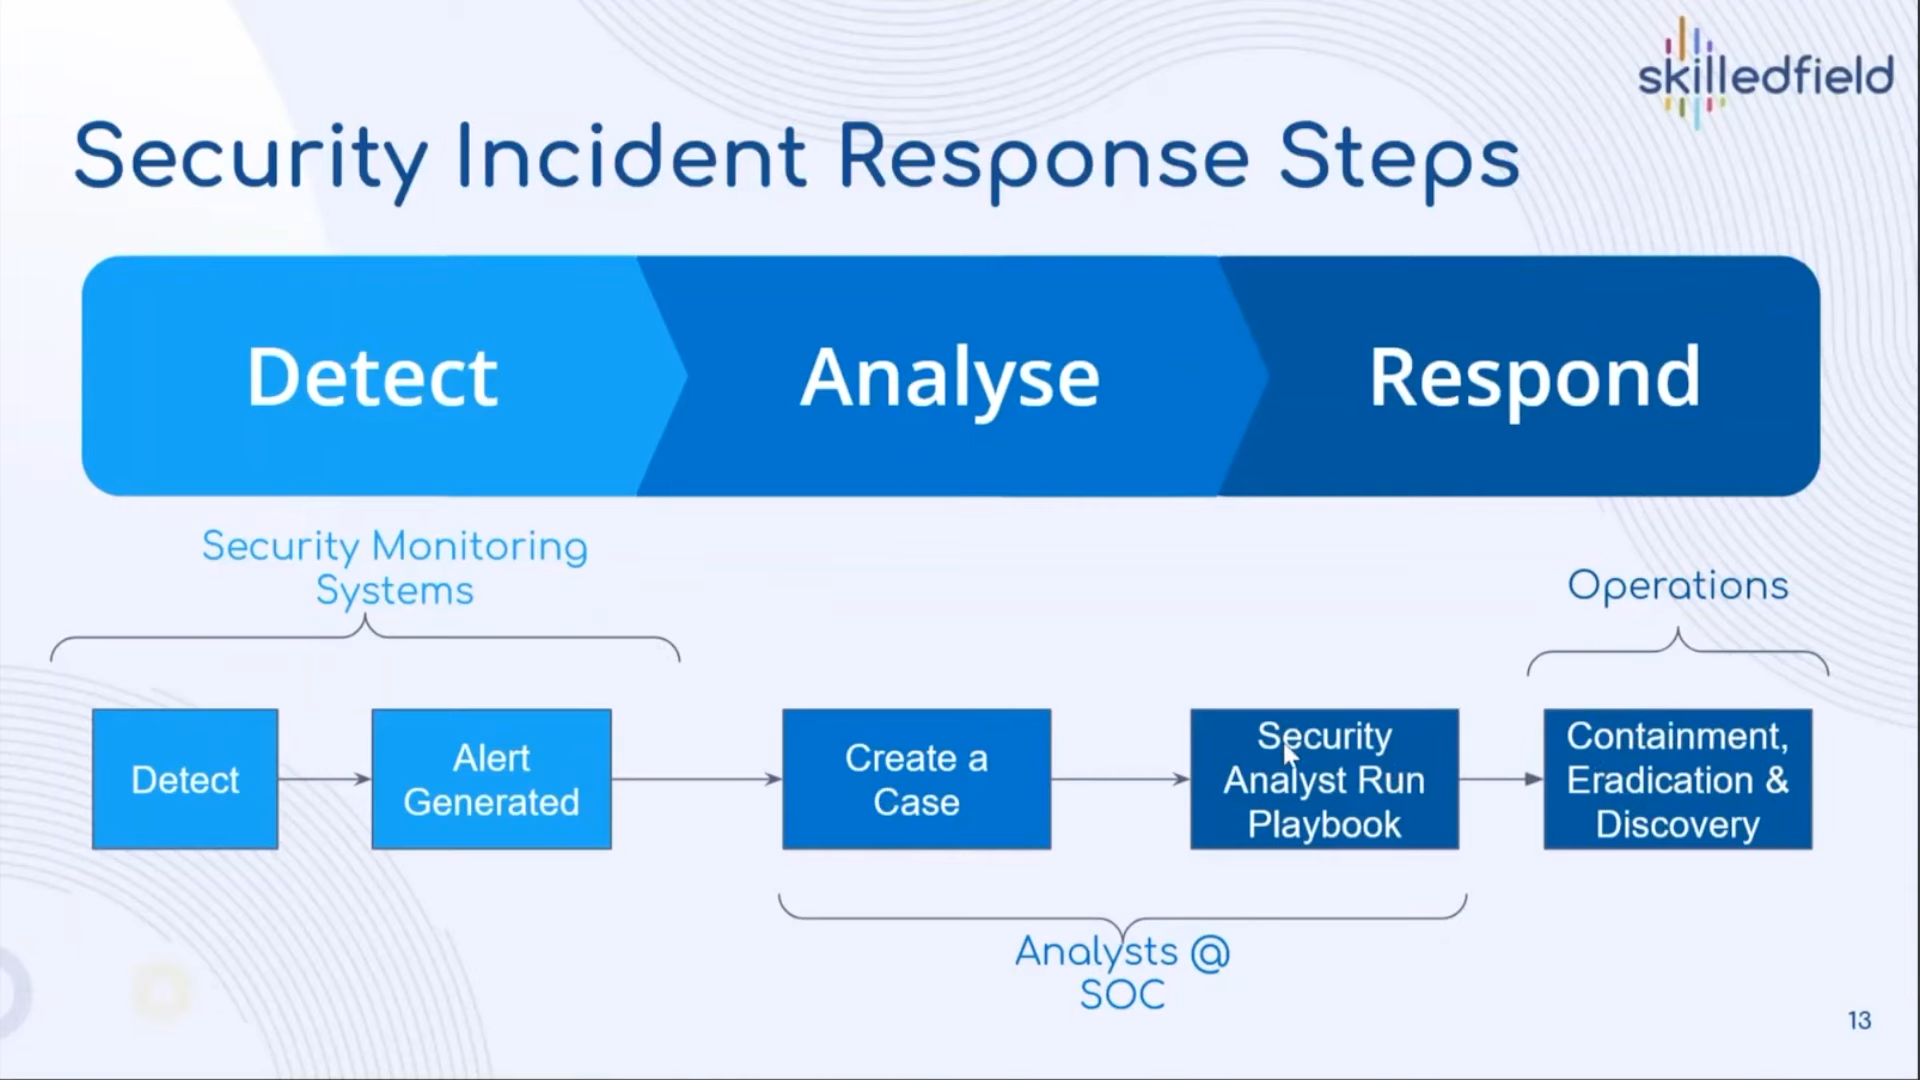 skilledfield
Security Incident Response Steps
Detect
Analyse
Respond
Security Monitoring
Systems
Operations
Detect
Alert
Generated
Create a
Case
Security
Analyst Run
Playbook
Containment,
Eradication &
Discovery
Analysts @
SOC
13